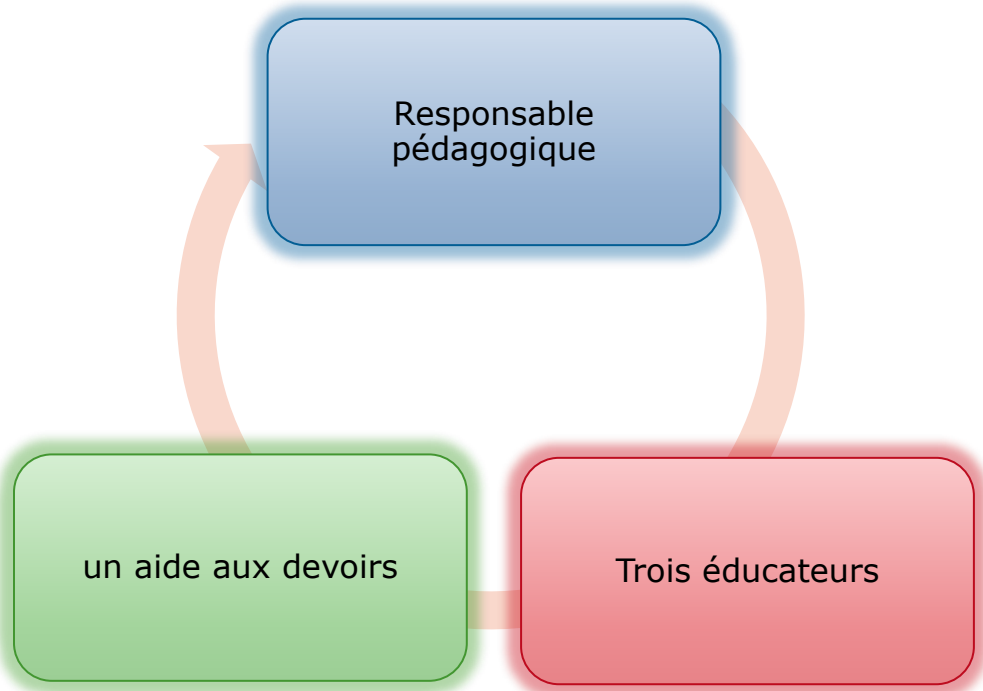 Responsable
pédagogique
un aide aux devoirs
Trois éducateurs